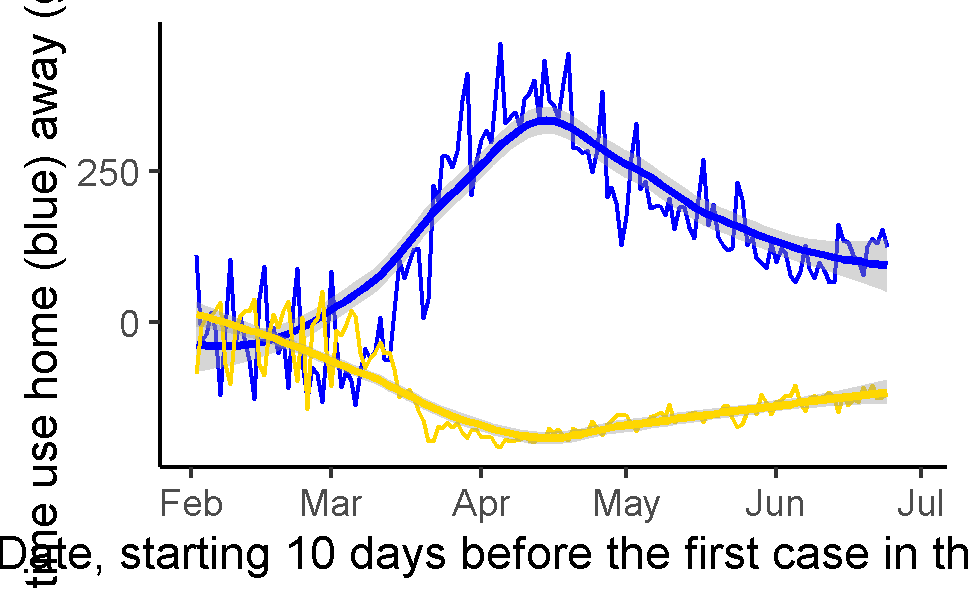 time use home (blue) away (
250
0
Feb Mar Apr May Jun Jul
Date, starting 10 days before the first case in th